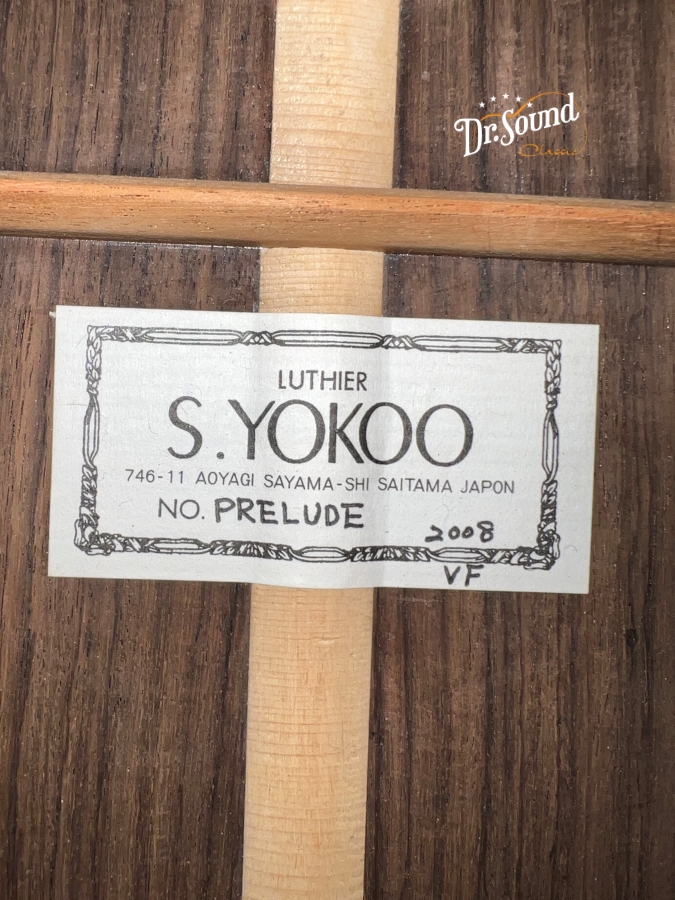 Dr.Sound
LUTHIER
S.YOKOO
746-11 AOYAGI SAYAMA-SHI SAITAMA JAPON
NO. PRELUDE
2008
VF